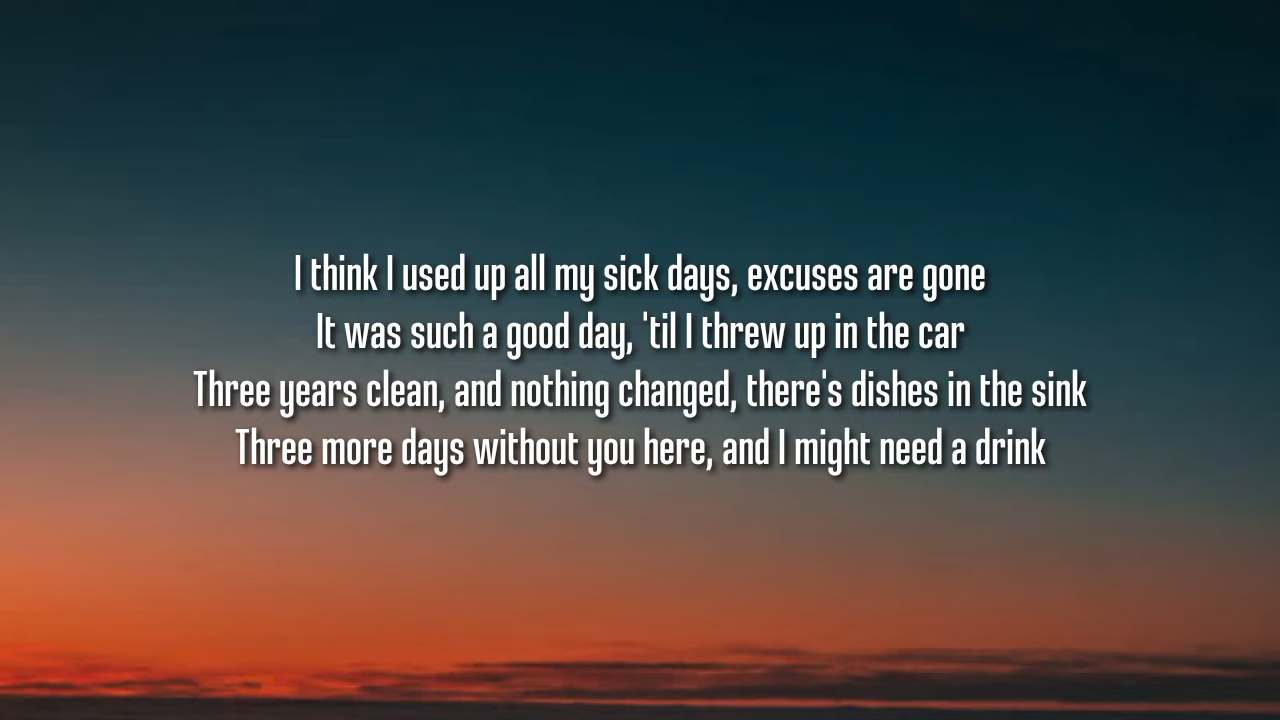 I think I used up all my sick days, excuses are gone
It was such a good day, 'til I threw up in the car
Three years clean, and nothing changed, there's dishes in the sink
Three more days without you here, and I might need a drink